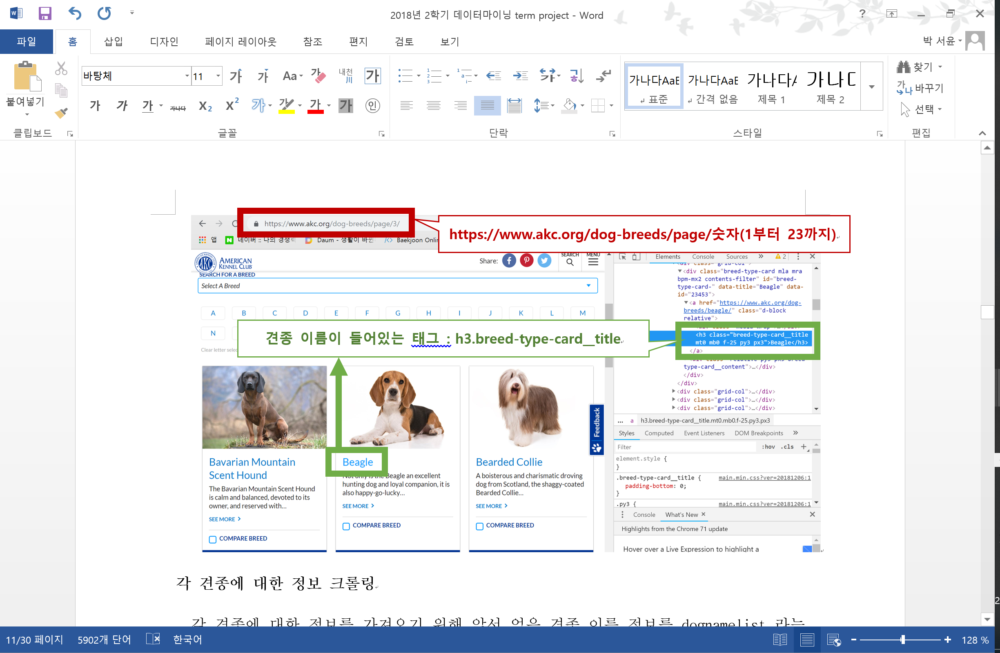 2018년 2학기 데이터마이닝 term project - Word
파일 홈 삽입 디자인 페이지 레이아웃 참조 편지 검토 보기 박 서윤
붙여넣기
클립보드
바탕체 11 가 가 Aa 가 내천 川 가
가 가 가 가나다 X2 X2 가 가 가 인
글꼴
단락
가나다AaB 가나다AaB 가나다A 가나다
표준 간격 없음 제목 1 제목 2
스타일
찾기
바꾸기
선택
편집
https://www.akc.org/dog-breeds/page/3/
https://www.akc.org/dog-breeds/page/숫자(1부터 23까지)
앱 네이버 :: 나의 경쟁력 Daum - 생활이 바뀐 Baekjoon Onlin
AKC AMERICAN KENNEL CLUB
Share: SEARCH MENU
SEARCH FOR A BREED
Select A Breed
A B C D E F G H I J K L M
N
Clear letter selec
견종 이름이 들어있는 태그 : h3.breed-type-card__title
Bavarian Mountain
Scent Hound
The Bavarian Mountain Scent Hound
is calm and balanced, devoted to its
owner, and reserved with...
SEE MORE >
COMPARE BREED
Beagle
Not only is the Beagle an excellent
hunting dog and loyal companion, it is
also happy-go-lucky...
SEE MORE >
COMPARE BREED
Bearded Collie
A boisterous and charismatic droving
dog from Scotland, the shaggy-coated
Bearded Collie...
SEE MORE >
COMPARE BREED
Feedback
Elements Console Sources » 2
<div class="grid-col">
<div class="breed-type-card mla mra
bpm-mx2 contents-filter" id="breed-
type-card-" data-title="Beagle" data-
id="23453">
<a href="https://www.akc.org/dog-
breeds/beagle/" class="d-block
relative">
<h3 class="breed-type-card__title
mt0 mb0 f-25 py3 px3">Beagle</h3>
</a>
<div class="relative py3 px3 breed-
type-card__content">…</div>
</div>
</div>
<div class="grid-col">…</div>
<div class="grid-col">…</div>
<div class="grid-col">…</div>
... a h3.breed-type-card__title.mt0.mb0.f-25.py3.px3
Styles Computed Event Listeners DOM Breakpoints »
Filter :hov .cls +
element.style {
}
.breed-type-card__title { main.min.css?ver=20181206:1
padding-bottom: 0;
}
.py3 { main.min.css?ver=20181206:1
Console What's New ×
Highlights from the Chrome 71 update
Hover over a Live Expression to highlight a
각 견종에 대한 정보 크롤링
각 견종에 대한 정보를 가져오기 위해 앞서 얻은 견종 이름 정보를 dognamelist 라는
11/30 페이지 5902개 단어 한국어 128 %